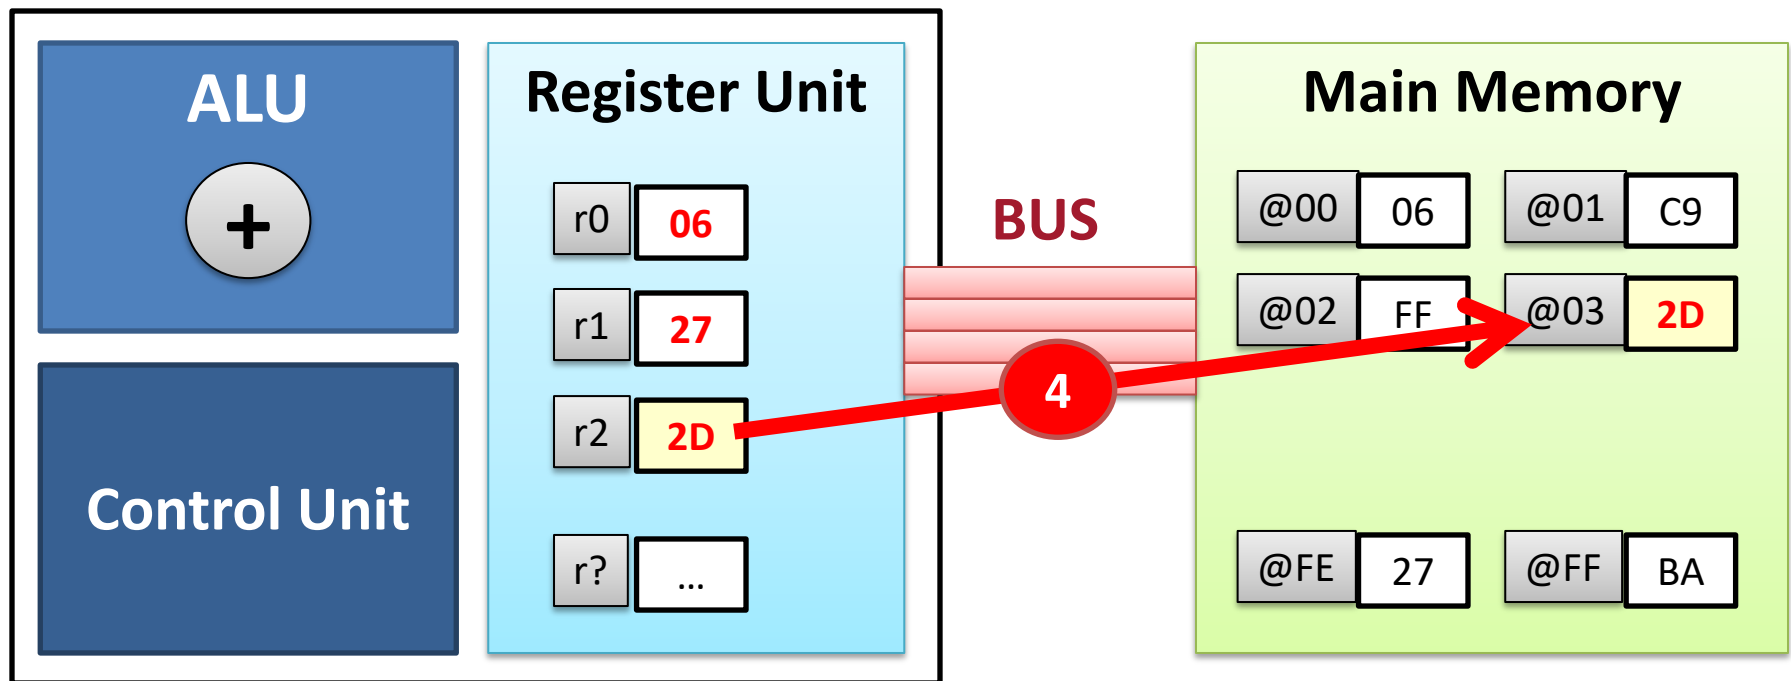 ALU
+
Control Unit
Register Unit
r0 06
r1 27
r2 2D
r? ...
BUS
4
Main Memory
@00 06 @01 C9
@02 FF @03 2D
@FE 27 @FF BA